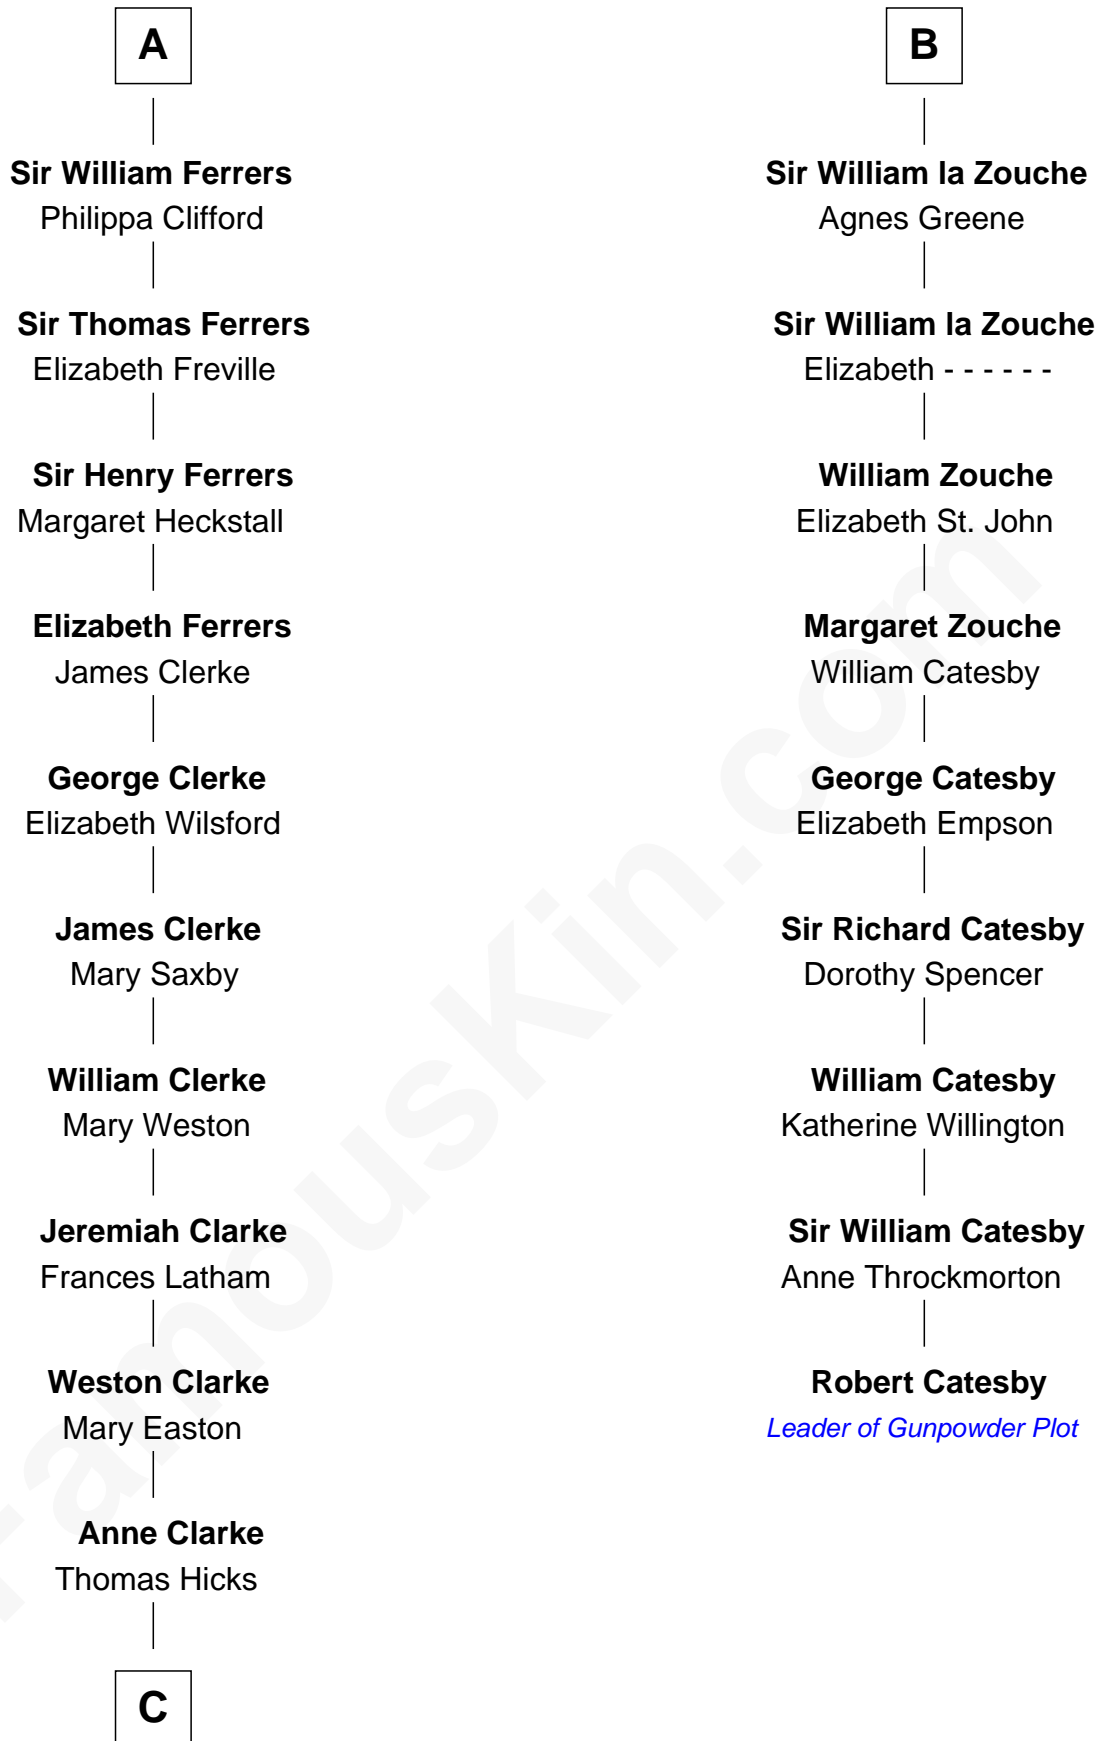 A
Sir William Ferrers
Philippa Clifford
Sir Thomas Ferrers
Elizabeth Freville
Sir Henry Ferrers
Margaret Heckstall
Elizabeth Ferrers
James Clerke
George Clerke
Elizabeth Wilsford
James Clerke
Mary Saxby
William Clerke
Mary Weston
Jeremiah Clarke
Frances Latham
Weston Clarke
Mary Easton
Anne Clarke
Thomas Hicks
C
B
Sir William la Zouche
Agnes Greene
Sir William la Zouche
Elizabeth - - - - - -
William Zouche
Elizabeth St. John
Margaret Zouche
William Catesby
George Catesby
Elizabeth Empson
Sir Richard Catesby
Dorothy Spencer
William Catesby
Katherine Willington
Sir William Catesby
Anne Throckmorton
Robert Catesby
Leader of Gunpowder Plot
FamousKin.com